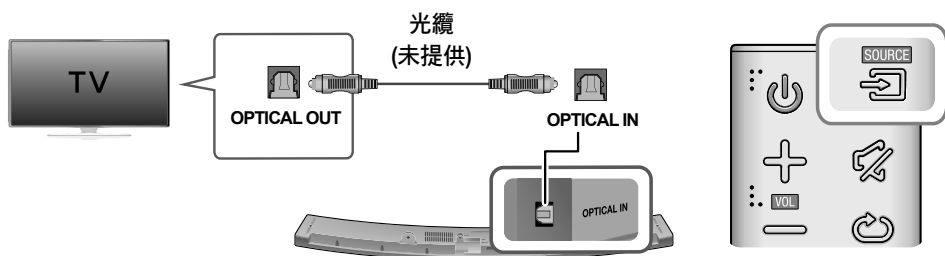 TV
OPTICAL OUT
光纜
(未提供)
OPTICAL IN
OPTICAL IN
SOURCE
VOL